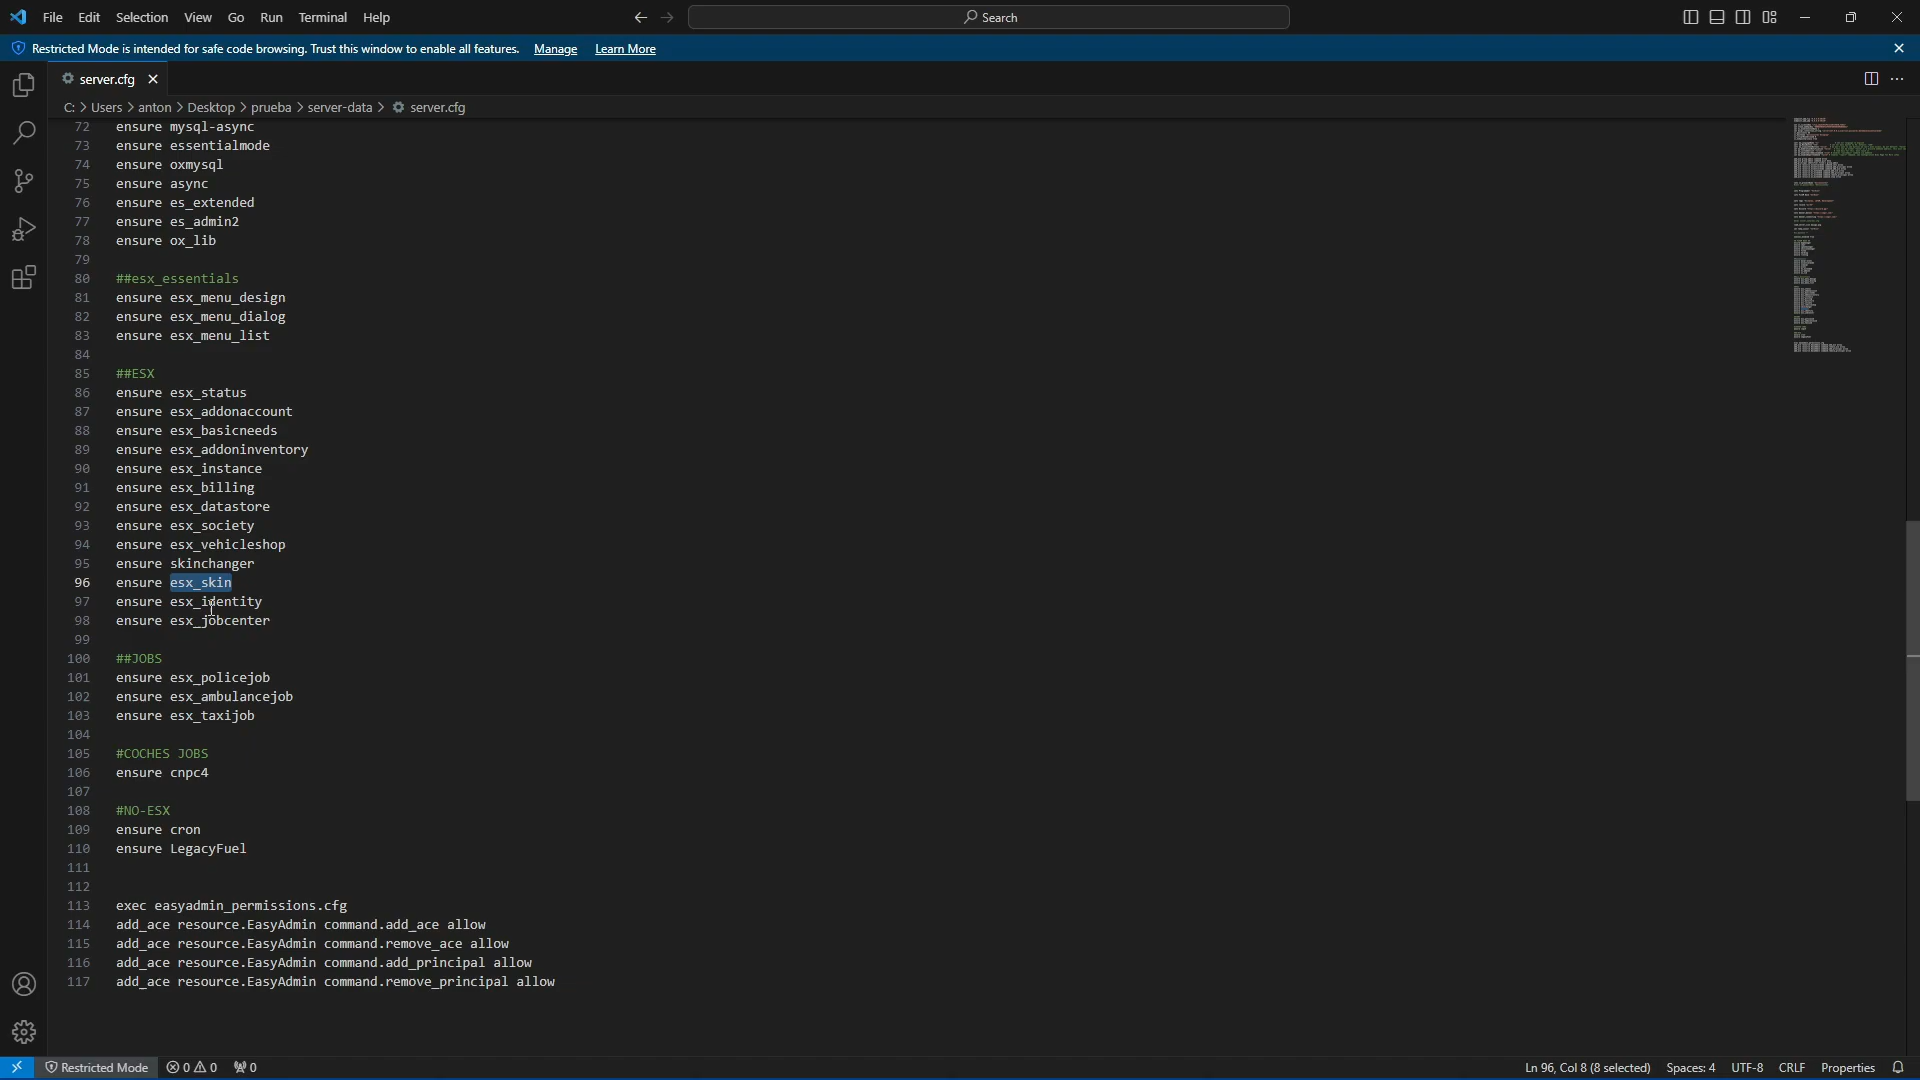 File Edit Selection View Go Run Terminal Help
Search
Restricted Mode is intended for safe code browsing. Trust this window to enable all features. Manage Learn More
server.cfg
C: > Users > anton > Desktop > prueba > server-data > server.cfg
72 ensure mysql-async
73 ensure essentialmode
74 ensure oxmysql
75 ensure async
76 ensure es_extended
77 ensure es_admin2
78 ensure ox_lib
79
80 ##esx_essentials
81 ensure esx_menu_design
82 ensure esx_menu_dialog
83 ensure esx_menu_list
84
85 ##ESX
86 ensure esx_status
87 ensure esx_addonaccount
88 ensure esx_basicneeds
89 ensure esx_addoninventory
90 ensure esx_instance
91 ensure esx_billing
92 ensure esx_datastore
93 ensure esx_society
94 ensure esx_vehicleshop
95 ensure skinchanger
96 ensure esx_skin
97 ensure esx_identity
98 ensure esx_jobcenter
99
100 ##JOBS
101 ensure esx_policejob
102 ensure esx_ambulancejob
103 ensure esx_taxijob
104
105 #COCHES JOBS
106 ensure cnpc4
107
108 #NO-ESX
109 ensure cron
110 ensure LegacyFuel
111
112
113 exec easyadmin_permissions.cfg
114 add_ace resource.EasyAdmin command.add_ace allow
115 add_ace resource.EasyAdmin command.remove_ace allow
116 add_ace resource.EasyAdmin command.add_principal allow
117 add_ace resource.EasyAdmin command.remove_principal allow
Restricted Mode 0 0 0 Ln 96, Col 8 (8 selected) Spaces: 4 UTF-8 CRLF Properties